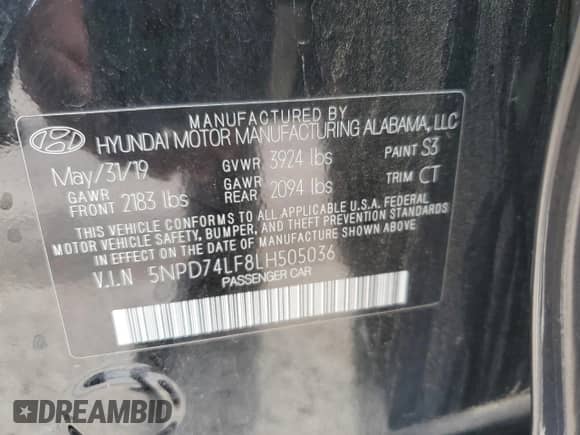 MANUFACTURED BY
HYUNDAI MOTOR MANUFACTURING ALABAMA, LLC
May/31/19 GVWR 3924 lbs PAINT S3
GAWR FRONT 2183 lbs GAWR REAR 2094 lbs TRIM CT
THIS VEHICLE CONFORMS TO ALL APPLICABLE U.S.A. FEDERAL
MOTOR VEHICLE SAFETY, BUMPER, AND THEFT PREVENTION STANDARDS
IN EFFECT ON THE DATE OF MANUFACTURE SHOWN ABOVE.
V.I.N 5NPD74LF8LH505036
PASSENGER CAR
DREAMBID